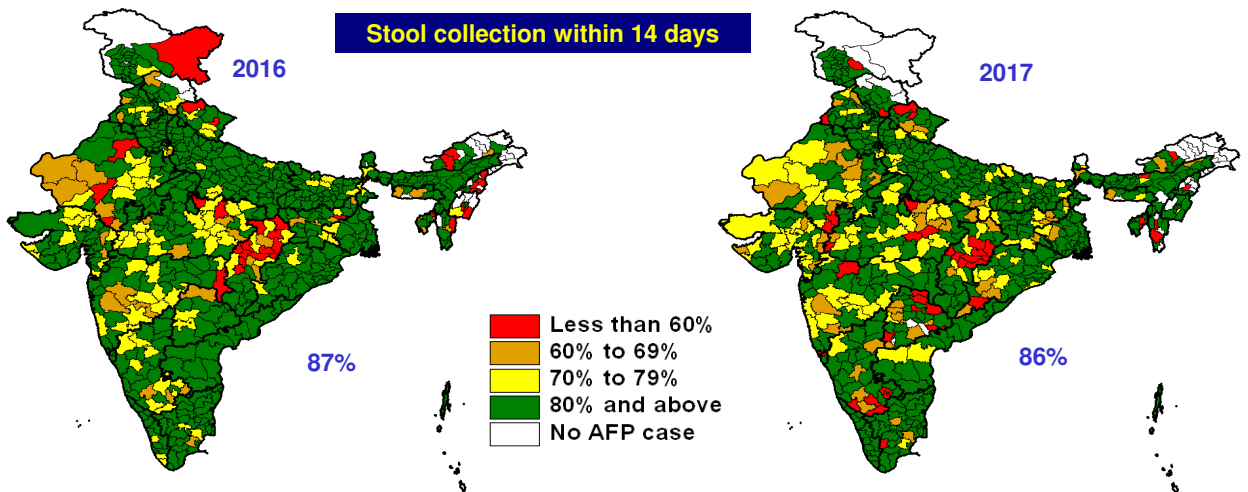 Stool collection within 14 days
2016
2017
Less than 60%
60% to 69%
70% to 79%
80% and above
No AFP case
87%
86%